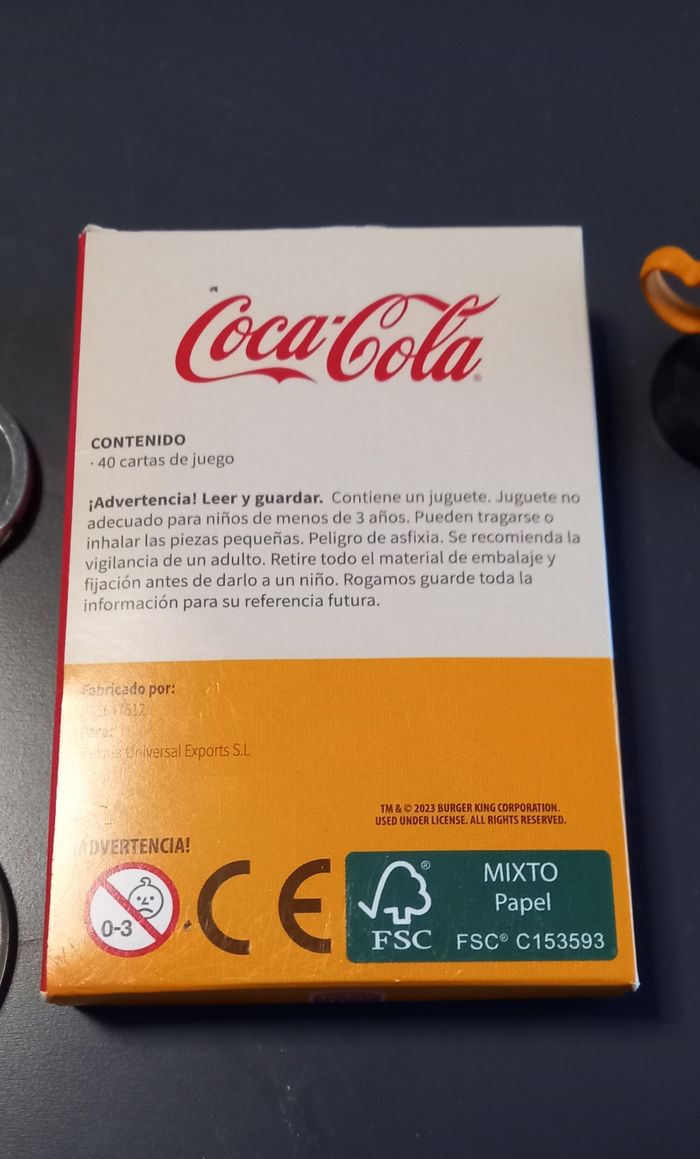 Coca-Cola®
CONTENIDO
· 40 cartas de juego
¡Advertencia! Leer y guardar. Contiene un juguete. Juguete no
adecuado para niños de menos de 3 años. Pueden tragarse o
inhalar las piezas pequeñas. Peligro de asfixia. Se recomienda la
vigilancia de un adulto. Retire todo el material de embalaje y
fijación antes de darlo a un niño. Rogamos guarde toda la
información para su referencia futura.
Fabricado por:
Para:
Universal Exports S.L
TM & © 2023 BURGER KING CORPORATION.
USED UNDER LICENSE. ALL RIGHTS RESERVED.
¡ADVERTENCIA!
0-3
CE
® MIXTO
Papel
FSC FSC® C153593